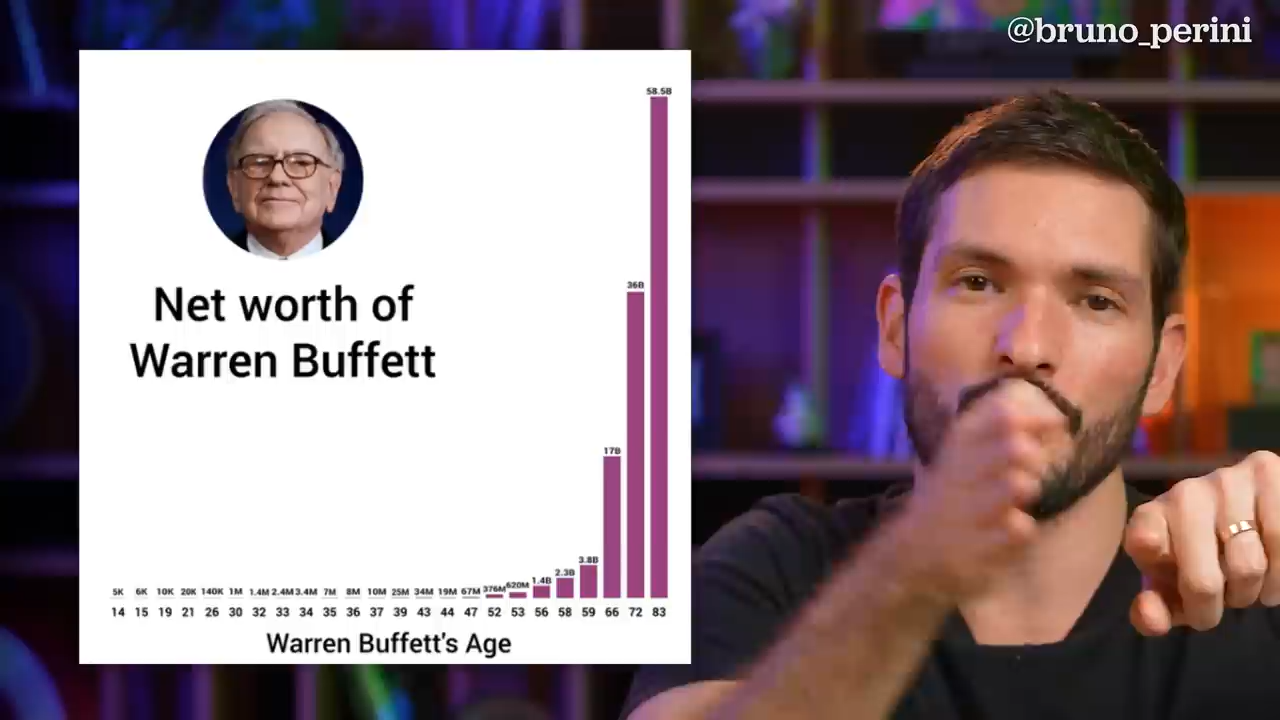 @bruno_perini
58.5B
36B
Net worth of
Warren Buffett
17B
3.8B
2.3B
5K 6K 10K 20K 140K 1M 1.4M 2.4M 3.4M 7M 8M 10M 25M 34M 19M 67M 376M 620M 1.4B
14 15 19 21 26 30 32 33 34 35 36 37 39 43 44 47 52 53 56 58 59 66 72 83
Warren Buffett's Age